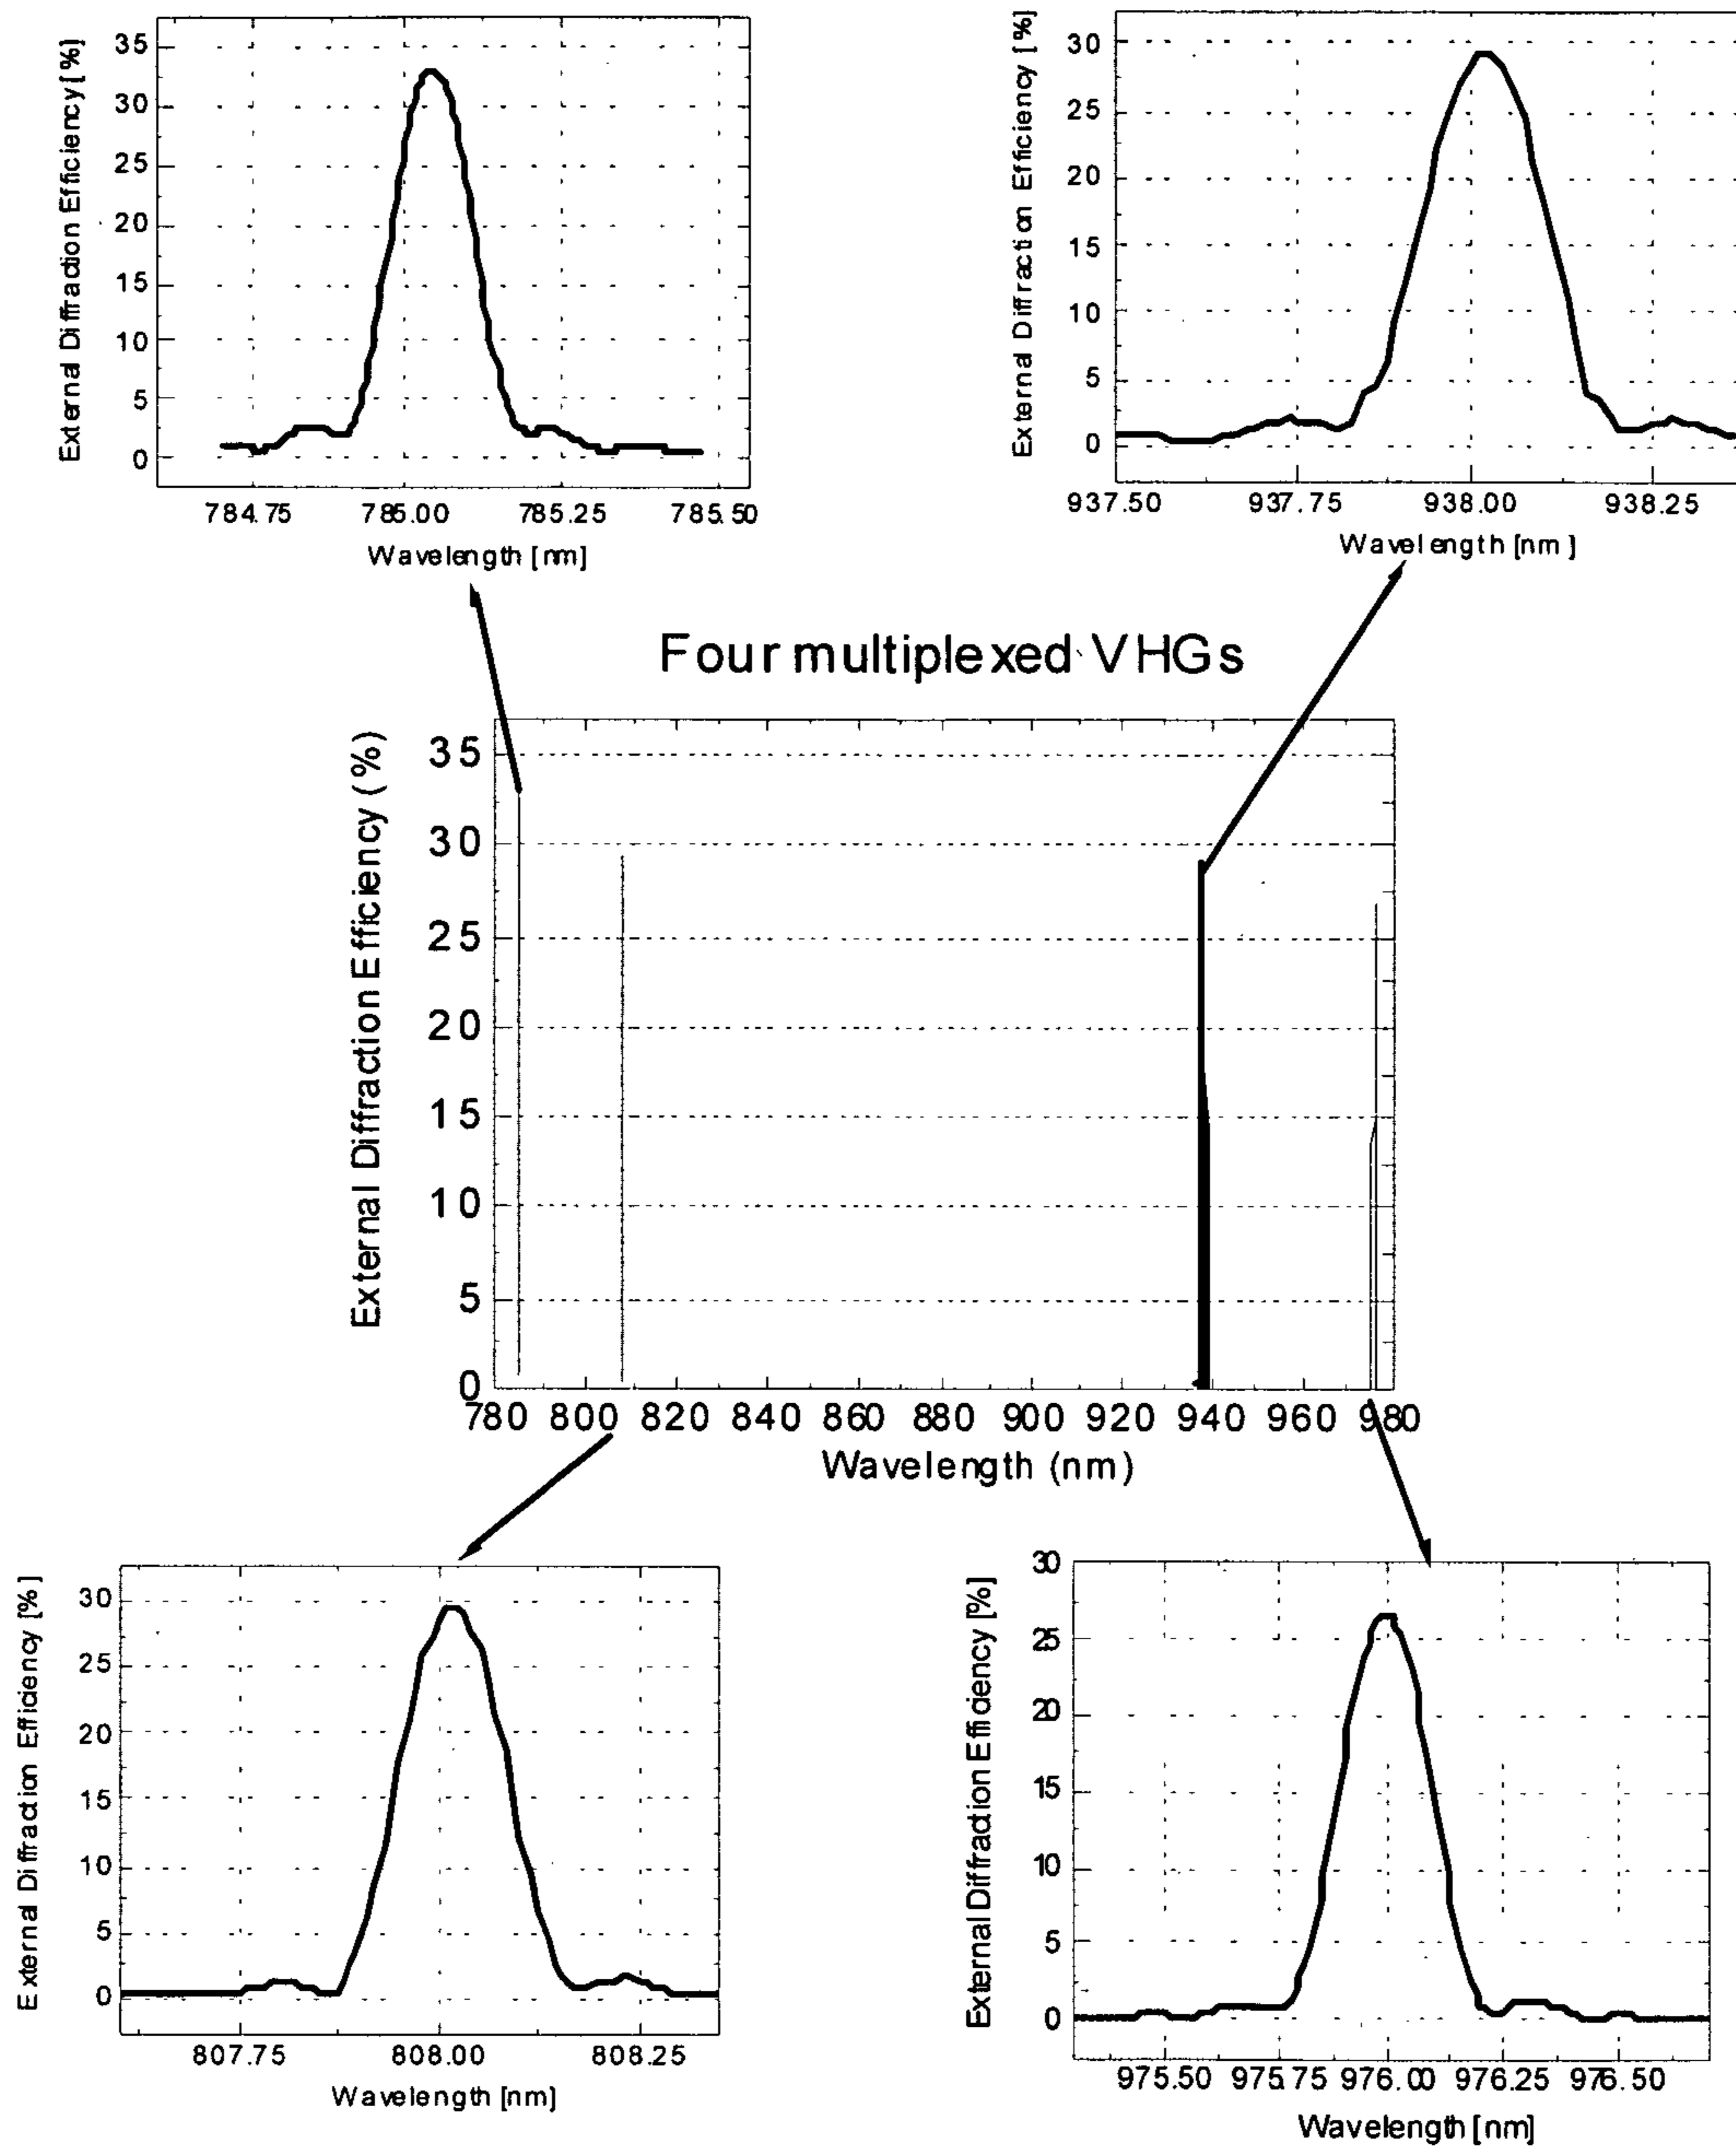 External Diffraction Efficiency [%]
35
30
25
20
15
10
5
0
784.75 785.00 785.25 785.50
Wavelength [nm]
External Diffraction Efficiency [%]
30
25
20
15
10
5
0
937.50 937.75 938.00 938.25
Wavelength [nm]
Four multiplexed VHGs
External Diffraction Efficiency (%)
35
30
25
20
15
10
5
0
780 800 820 840 860 880 900 920 940 960 980
Wavelength (nm)
External Diffraction Efficiency [%]
30
25
20
15
10
5
0
807.75 808.00 808.25
Wavelength [nm]
External Diffraction Efficiency [%]
30
25
20
15
10
5
0
975.50 975.75 976.00 976.25 976.50
Wavelength [nm]